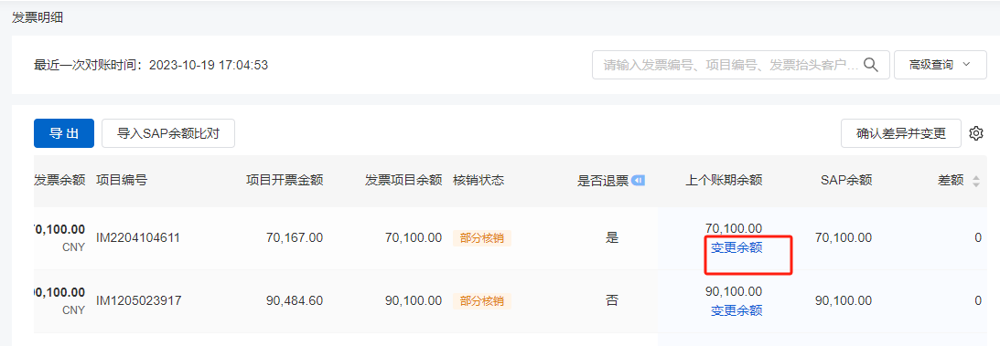 发票明细
最近一次对账时间：2023-10-19 17:04:53
请输入发票编号、项目编号、发票抬头客户...
高级查询
导 出
导入SAP余额比对
确认差异并变更
发票余额 项目编号 项目开票金额 发票项目余额 核销状态 是否退票 上个账期余额 SAP余额 差额
70,100.00 IM2204104611 70,167.00 70,100.00 部分核销 是 70,100.00 70,100.00 0
CNY 变更余额
0,100.00 IM1205023917 90,484.60 90,100.00 部分核销 否 90,100.00 90,100.00 0
CNY 变更余额